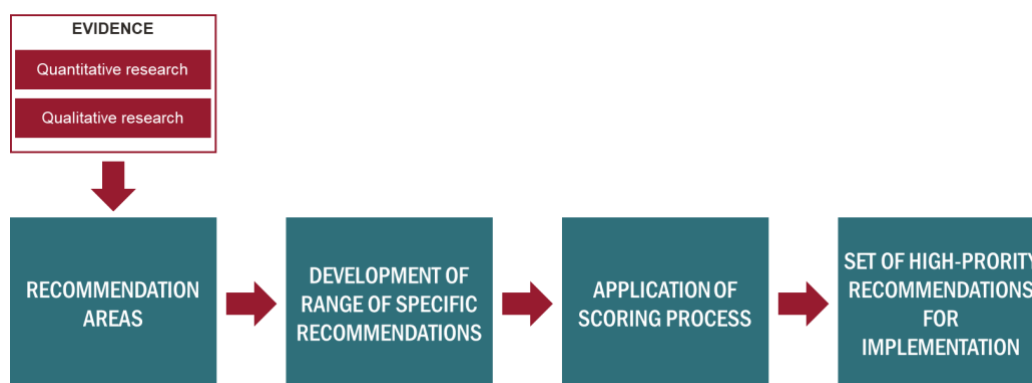 EVIDENCE
Quantitative research
Qualitative research
RECOMMENDATION
AREAS
DEVELOPMENT OF
RANGE OF SPECIFIC
RECOMMENDATIONS
APPLICATION OF
SCORING PROCESS
SET OF HIGH-PRORITY
RECOMMENDATIONS
FOR
IMPLEMENTATION